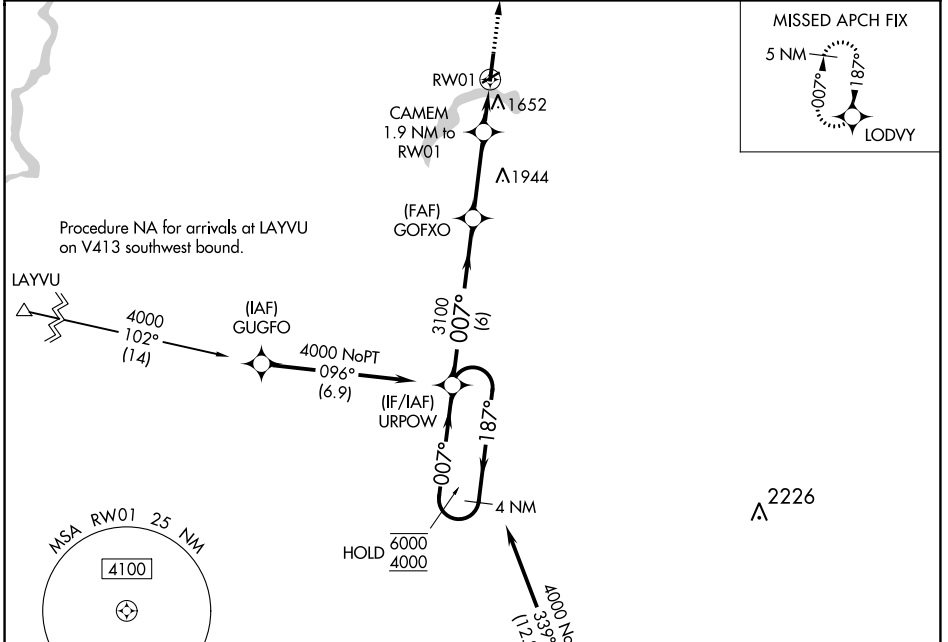 MISSED APCH FIX
5 NM
007°
187°
LODVY
RW01
1652
CAMEM
1.9 NM to
RW01
1944
(FAF)
GOFXO
Procedure NA for arrivals at LAYVU
on V413 southwest bound.
LAYVU
4000
102°
(14)
(IAF)
GUGFO
4000 NoPT
096°
(6.9)
3100
007°
(6)
(IF/IAF)
URPOW
007°
187°
4 NM
HOLD
6000
4000
2226
MSA RW01 25 NM
4100
4000
339°